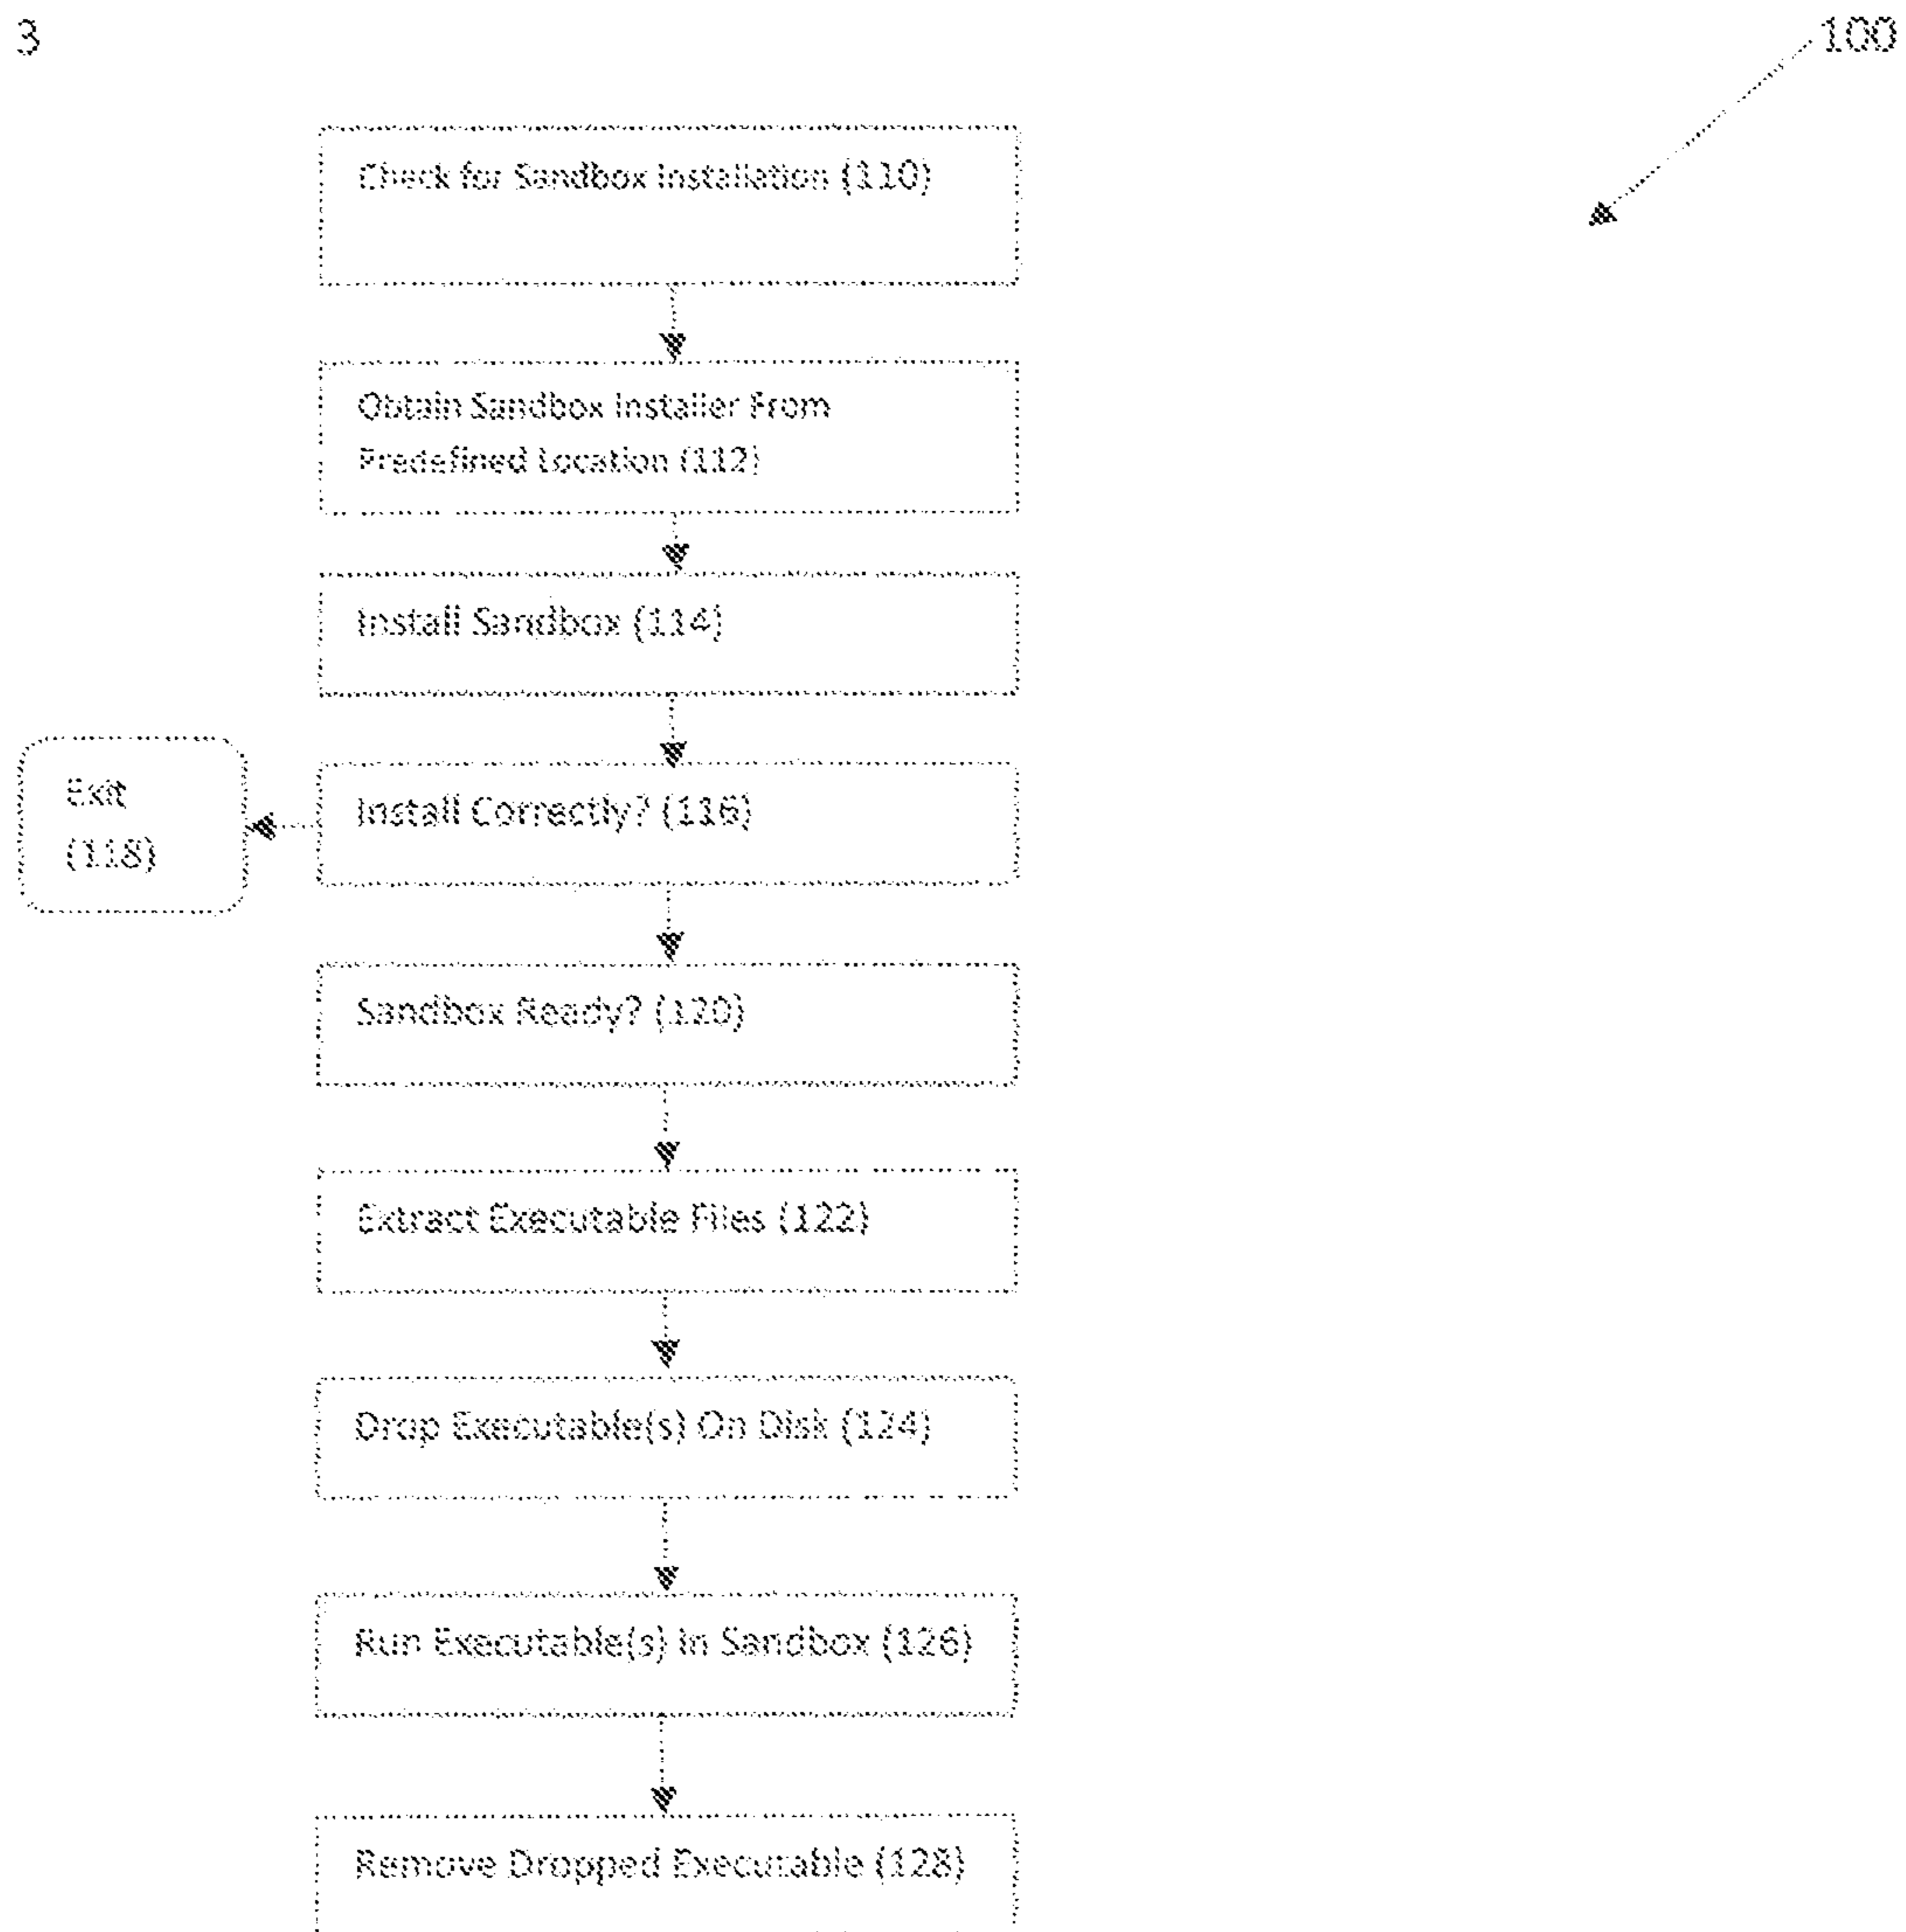 3
100
Check for Sandbox Installation (110)
Obtain Sandbox Installer From
Predefined Location (112)
Install Sandbox (114)
Install Correctly? (116)
Exit
(118)
Sandbox Ready? (120)
Extract Executable Files (122)
Drop Executable(s) On Disk (124)
Run Executable(s) in Sandbox (126)
Remove Dropped Executable (128)